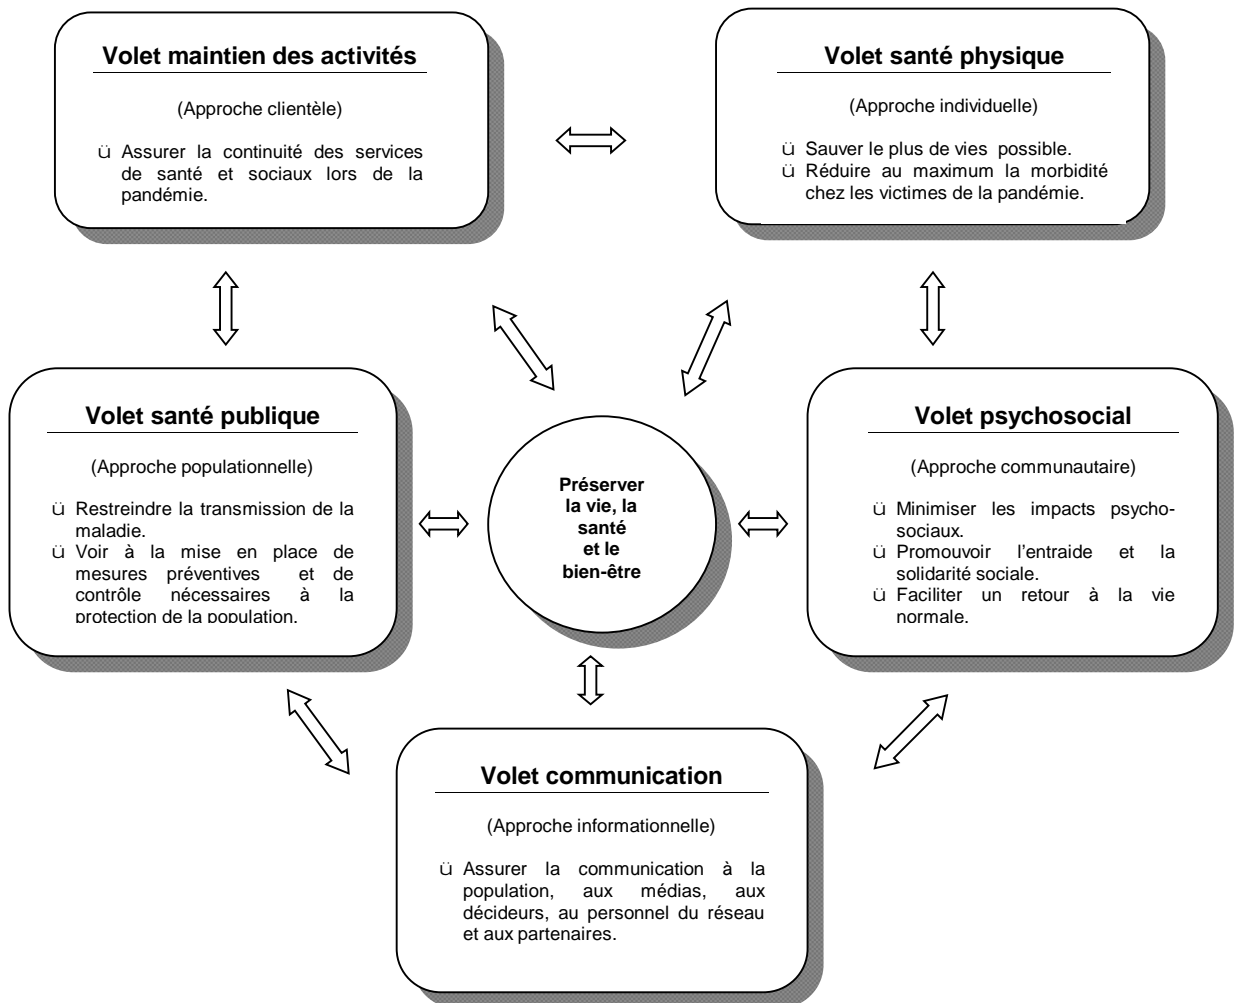 Volet maintien des activités
(Approche clientèle)
ü Assurer la continuité des services
de santé et sociaux lors de la
pandémie.
Volet santé physique
(Approche individuelle)
ü Sauver le plus de vies possible.
ü Réduire au maximum la morbidité
chez les victimes de la pandémie.
Volet santé publique
(Approche populationnelle)
ü Restreindre la transmission de la
maladie.
ü Voir à la mise en place de
mesures préventives et de
contrôle nécessaires à la
protection de la population.
Préserver
la vie, la
santé
et le
bien-être
Volet psychosocial
(Approche communautaire)
ü Minimiser les impacts psycho-
sociaux.
ü Promouvoir l'entraide et la
solidarité sociale.
ü Faciliter un retour à la vie
normale.
Volet communication
(Approche informationnelle)
ü Assurer la communication à la
population, aux médias, aux
décideurs, au personnel du réseau
et aux partenaires.